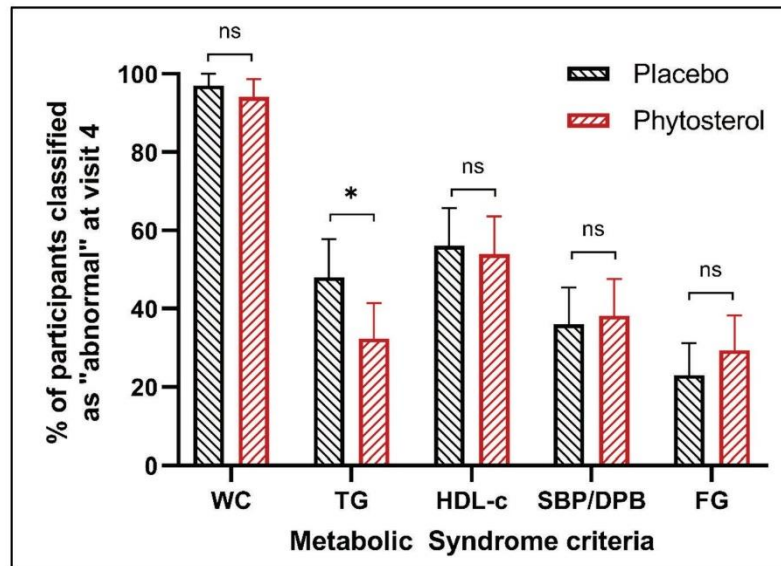 % of participants classified
as "abnormal" at visit 4
100
80
60
40
20
0
ns
*
ns
ns
ns
Placebo
Phytosterol
WC TG HDL-c SBP/DPB FG
Metabolic Syndrome criteria